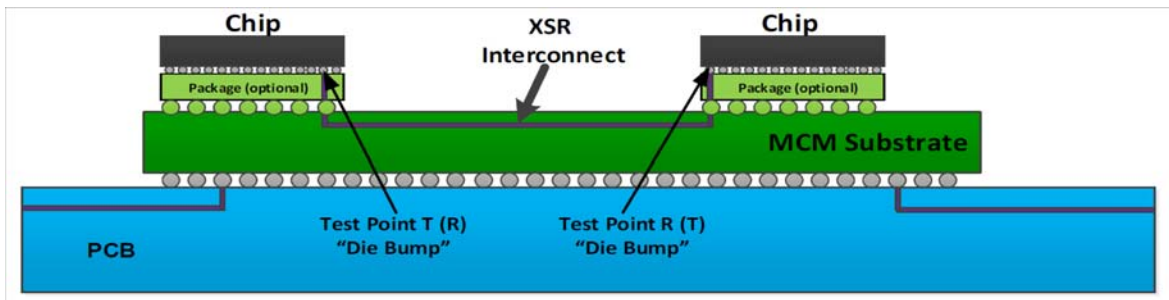 Chip
XSR
Interconnect
Chip
Package (optional)
Package (optional)
MCM Substrate
Test Point T (R)
“Die Bump”
Test Point R (T)
“Die Bump”
PCB